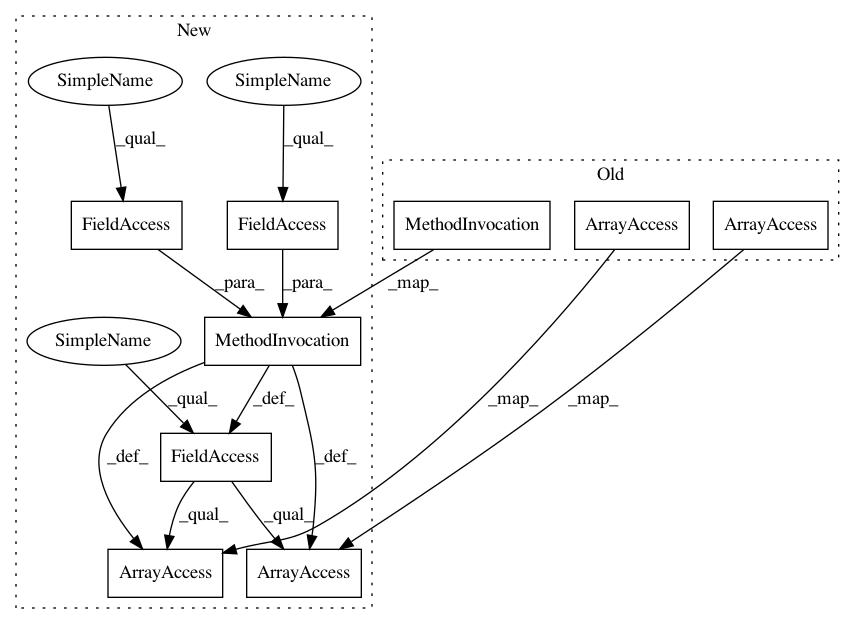 New
SimpleName
SimpleName
_qual_
_qual_
Old
FieldAccess
FieldAccess
MethodInvocation
ArrayAccess
ArrayAccess
_para_
_para_
_map_
SimpleName
MethodInvocation
_qual_
_def_
_map_
_map_
_def_
FieldAccess
_def_
_qual_
_qual_
ArrayAccess
ArrayAccess